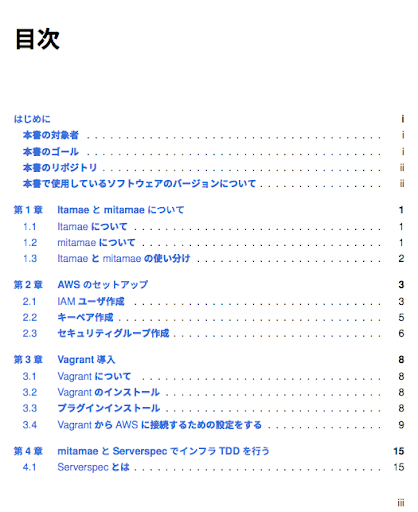 目次
はじめに i
本書の対象者 . . . . . . . . . . . . . . . . . . . . . . . . . . . . . . . . . . . . . . i
本書のゴール . . . . . . . . . . . . . . . . . . . . . . . . . . . . . . . . . . . . . . i
本書のリポジトリ . . . . . . . . . . . . . . . . . . . . . . . . . . . . . . . . . . . . ii
本書で使用しているソフトウェアのバージョンについて . . . . . . . . . . . . . . . . ii
第 1 章 Itamae と mitamae について 1
1.1 Itamae について . . . . . . . . . . . . . . . . . . . . . . . . . . . . . . . 1
1.2 mitamae について . . . . . . . . . . . . . . . . . . . . . . . . . . . . . . 1
1.3 Itamae と mitamae の使い分け . . . . . . . . . . . . . . . . . . . . . . . . 2
第 2 章 AWS のセットアップ 3
2.1 IAM ユーザ作成 . . . . . . . . . . . . . . . . . . . . . . . . . . . . . . . . 3
2.2 キーペア作成 . . . . . . . . . . . . . . . . . . . . . . . . . . . . . . . . . . 5
2.3 セキュリティグループ作成 . . . . . . . . . . . . . . . . . . . . . . . . . . . 6
第 3 章 Vagrant 導入 8
3.1 Vagrant について . . . . . . . . . . . . . . . . . . . . . . . . . . . . . . . 8
3.2 Vagrant のインストール . . . . . . . . . . . . . . . . . . . . . . . . . . . . 8
3.3 プラグインインストール . . . . . . . . . . . . . . . . . . . . . . . . . . . . 8
3.4 Vagrant から AWS に接続するための設定をする . . . . . . . . . . . . . . . 9
第 4 章 mitamae と Serverspec でインフラ TDD を行う 15
4.1 Serverspec とは . . . . . . . . . . . . . . . . . . . . . . . . . . . . . . . . 15
iii